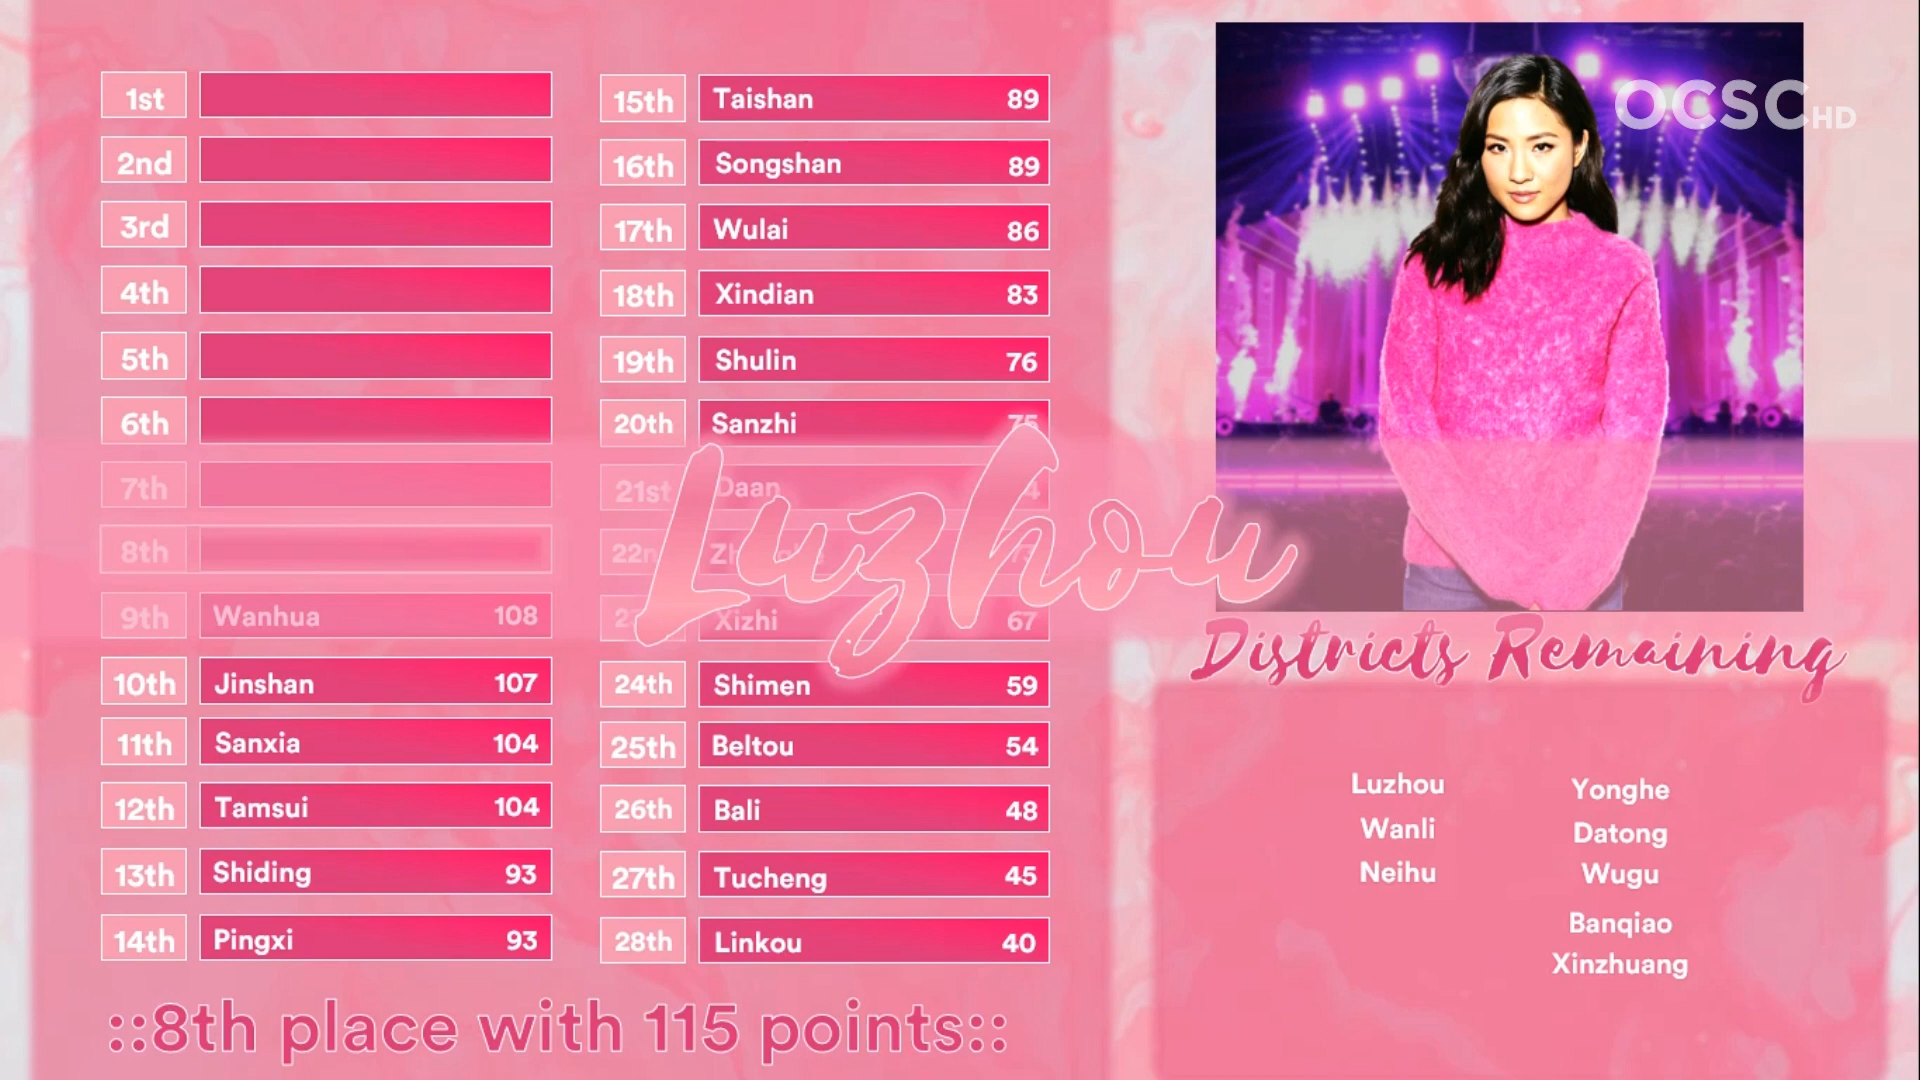 1st
2nd
3rd
4th
5th
6th
7th
8th
9th Wanhua 108
10th Jinshan 107
11th Sanxia 104
12th Tamsui 104
13th Shiding 93
14th Pingxi 93
15th Taishan 89
16th Songshan 89
17th Wulai 86
18th Xindian 83
19th Shulin 76
20th Sanzhi 75
21st Daan
Xizhi 67
24th Shimen 59
25th Beltou 54
26th Bali 48
27th Tucheng 45
28th Linkou 40
Luzhou
::8th place with 115 points::
OCSC HD
Districts Remaining
Luzhou
Wanli
Neihu
Yonghe
Datong
Wugu
Banqiao
Xinzhuang